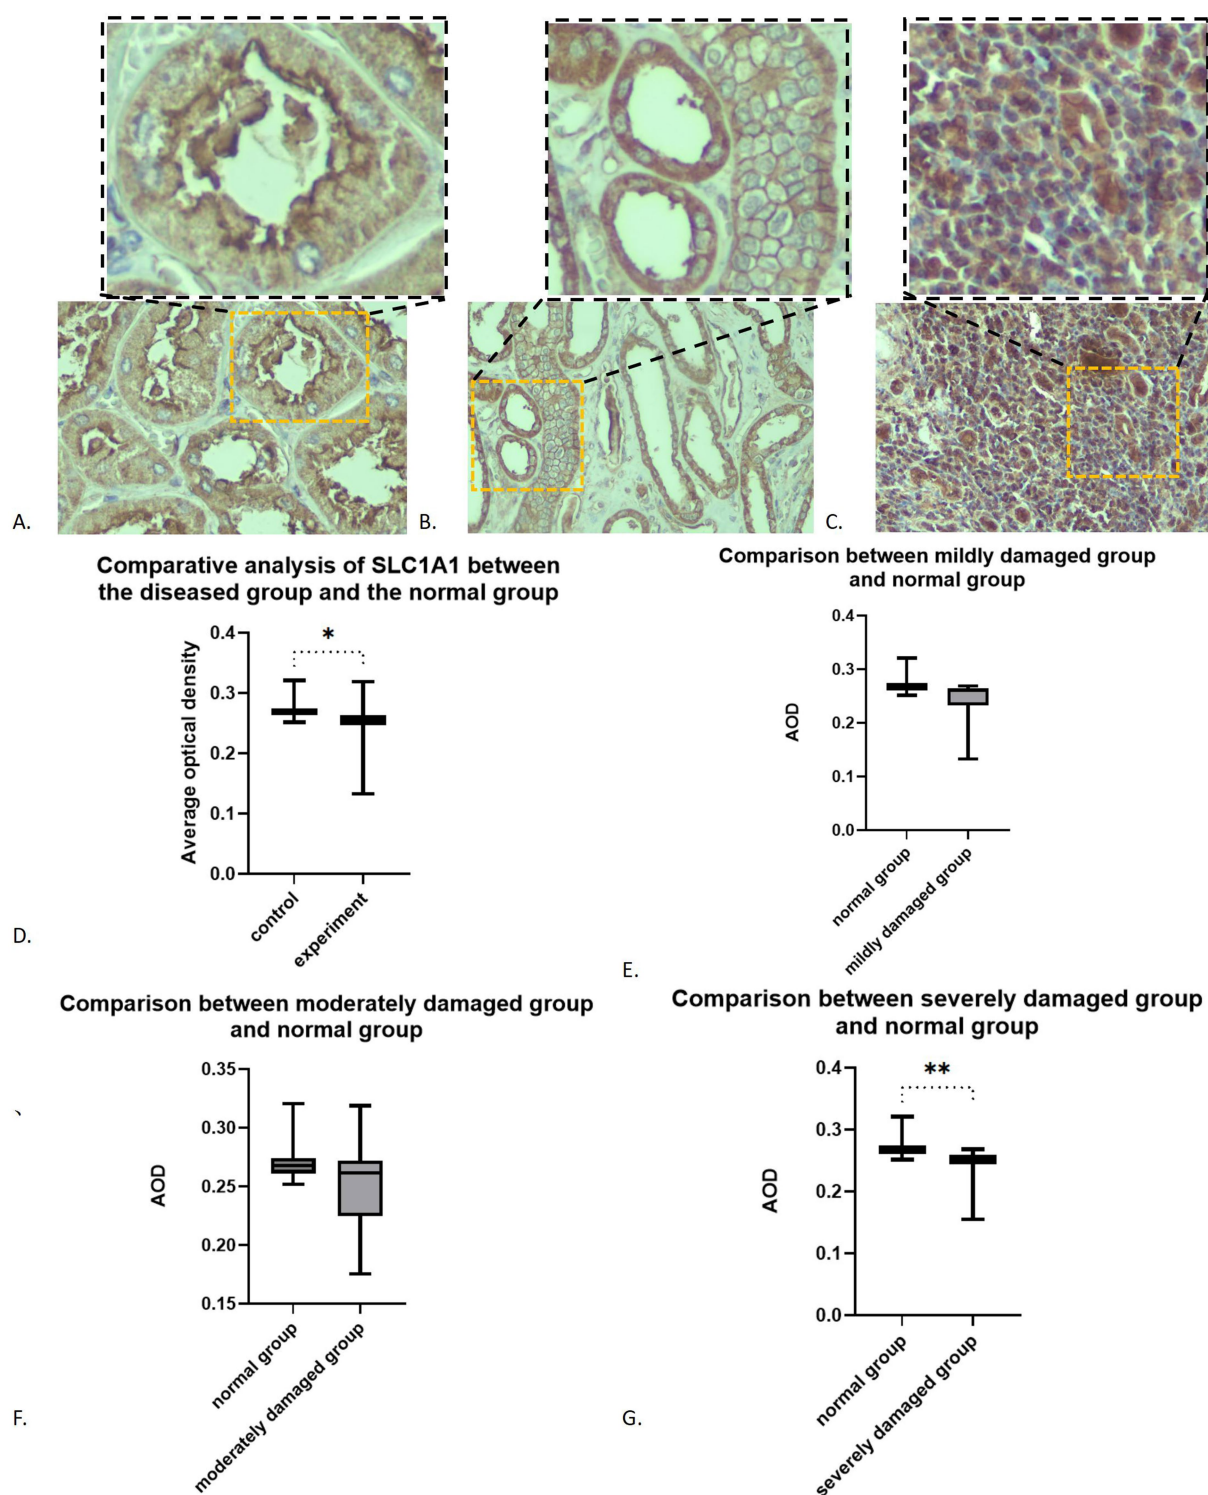 A.
B.
C.
Comparative analysis of SLC1A1 between
the diseased group and the normal group
*
0.4
0.3
0.2
0.1
0.0
Average optical density
control
experiment
D.
Comparison between mildly damaged group
and normal group
0.4
0.3
0.2
0.1
0.0
AOD
normal group
mildly damaged group
E.
Comparison between moderately damaged group
and normal group
0.35
0.30
0.25
0.20
0.15
AOD
normal group
moderately damaged group
、
F.
Comparison between severely damaged group
and normal group
**
0.4
0.3
0.2
0.1
0.0
AOD
normal group
severely damaged group
G.